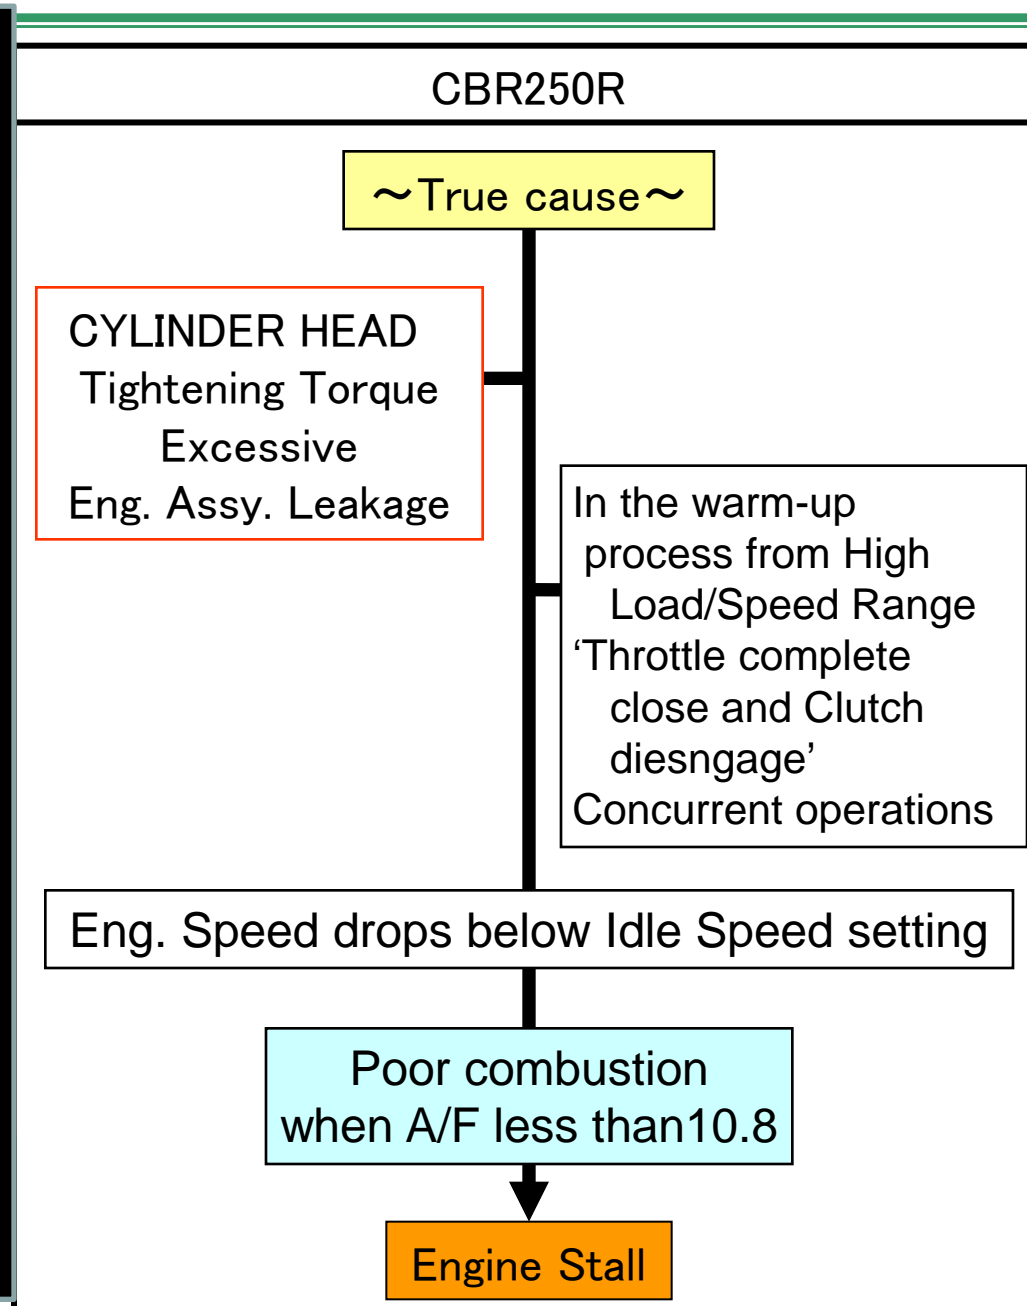 CBR250R
～True cause～
CYLINDER HEAD
Tightening Torque
Excessive
Eng. Assy. Leakage
In the warm-up
process from High
Load/Speed Range
‘Throttle complete
close and Clutch
diesngage’
Concurrent operations
Eng. Speed drops below Idle Speed setting
Poor combustion
when A/F less than10.8
Engine Stall